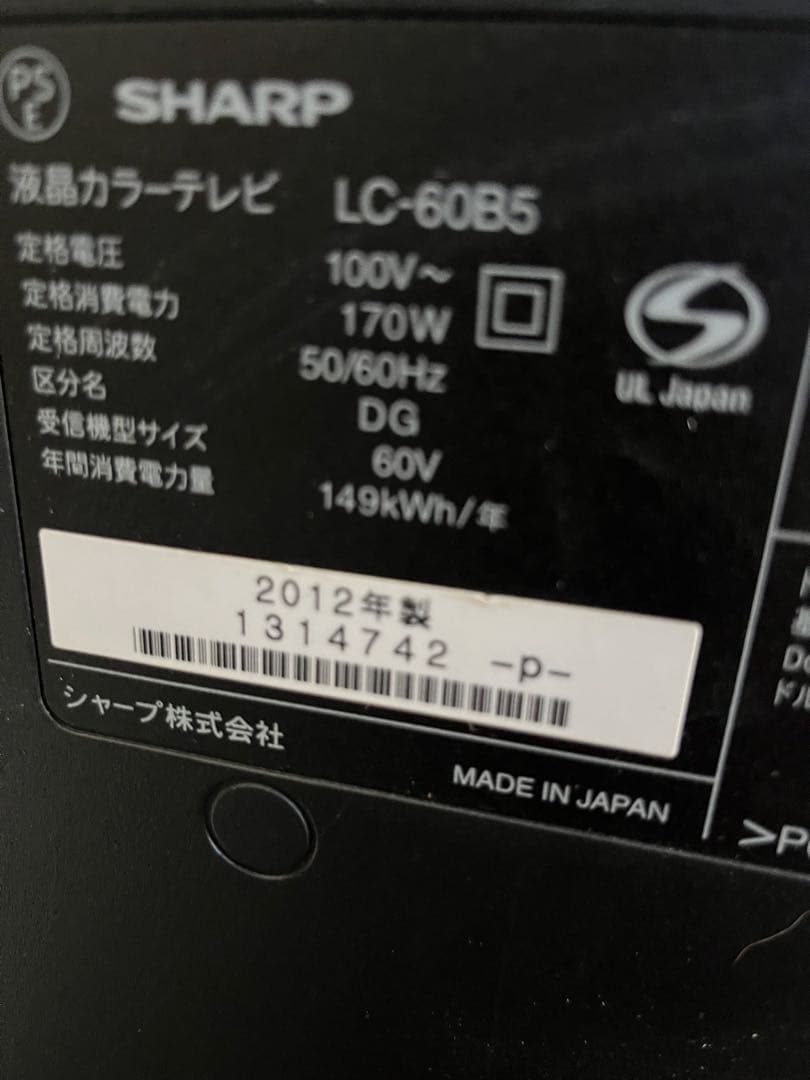 PS
E
SHARP
液晶カラーテレビ LC-60B5
定格電圧 100V～
定格消費電力 170W
定格周波数 50/60Hz
区分名 DG
受信機型サイズ 60V
年間消費電力量 149kWh/年
UL Japan
2012年製
1314742 -p-
シャープ株式会社
MADE IN JAPAN